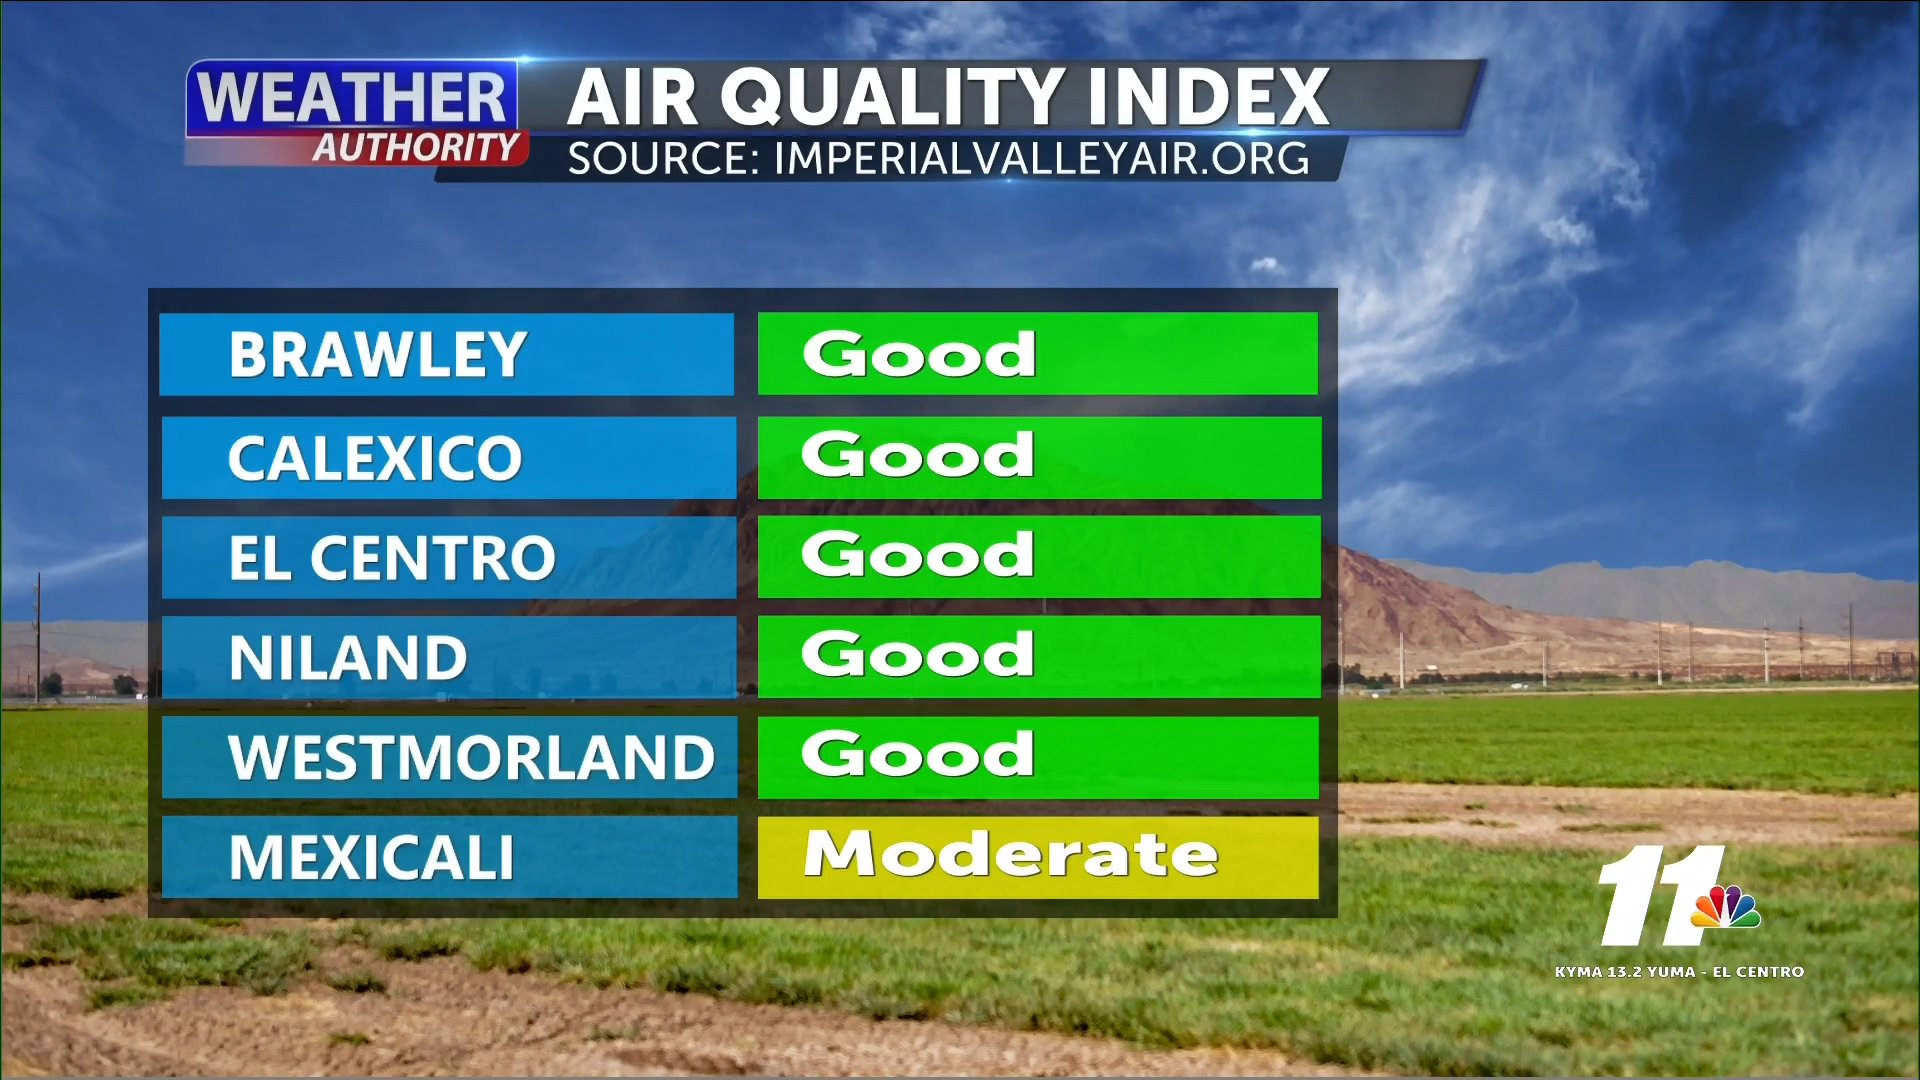 WEATHER
AUTHORITY
AIR QUALITY INDEX
SOURCE: IMPERIALVALLEYAIR.ORG
BRAWLEY Good
CALEXICO Good
EL CENTRO Good
NILAND Good
WESTMORLAND Good
MEXICALI Moderate
11
KYMA 13.2 YUMA - EL CENTRO